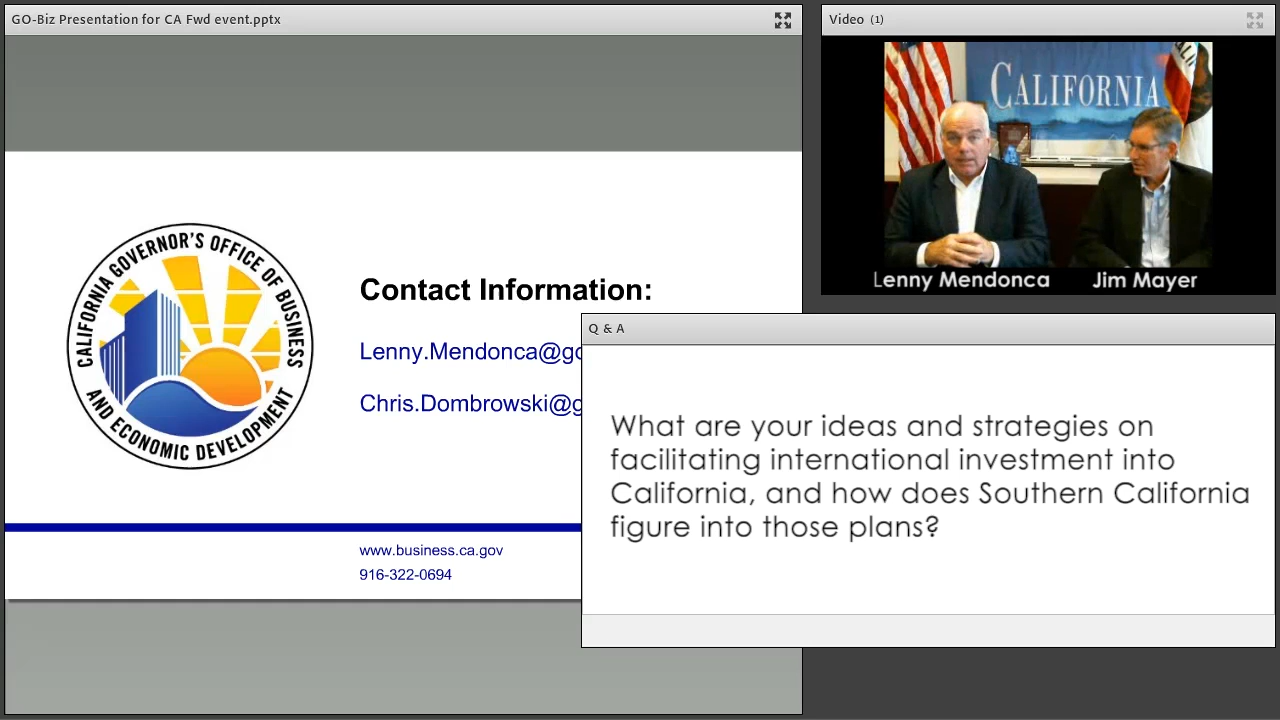 GO-Biz Presentation for CA Fwd event.pptx
CALIFORNIA GOVERNOR'S OFFICE OF BUSINESS
AND ECONOMIC DEVELOPMENT
Contact Information:
Lenny.Mendonca@go
Chris.Dombrowski@g
www.business.ca.gov
916-322-0694
Video (1)
CALIFORNIA
Lenny Mendonca Jim Mayer
Q & A
What are your ideas and strategies on
facilitating international investment into
California, and how does Southern California
figure into those plans?